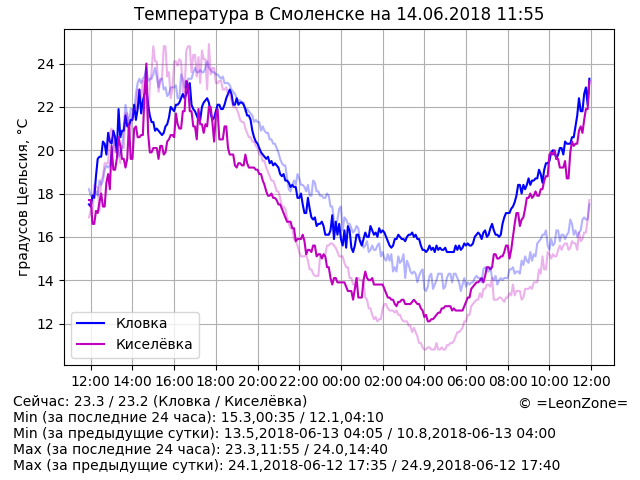 Температура в Смоленске на 14.06.2018 11:55
градусов Цельсия, °C
24
22
20
18
16
14
12
Кловка
Киселёвка
12:00 14:00 16:00 18:00 20:00 22:00 00:00 02:00 04:00 06:00 08:00 10:00 12:00
Сейчас: 23.3 / 23.2 (Кловка / Киселёвка)
© =LeonZone=
Min (за последние 24 часа): 15.3,00:35 / 12.1,04:10
Min (за предыдущие сутки): 13.5,2018-06-13 04:05 / 10.8,2018-06-13 04:00
Max (за последние 24 часа): 23.3,11:55 / 24.0,14:40
Max (за предыдущие сутки): 24.1,2018-06-12 17:35 / 24.9,2018-06-12 17:40